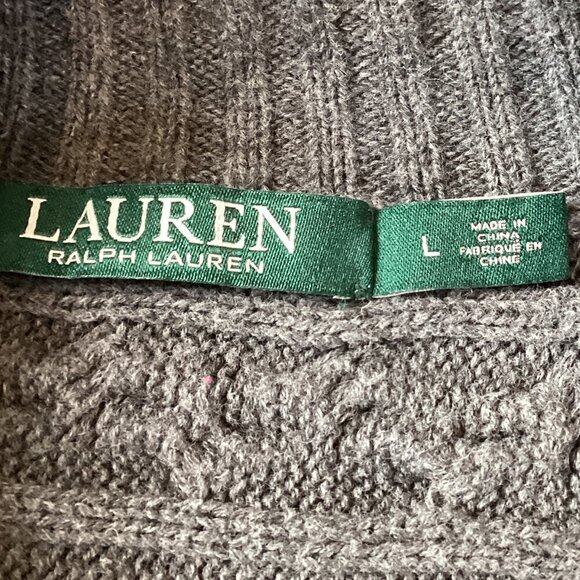 LAUREN
RALPH LAUREN
L
MADE IN
CHINA
FABRIQUÉ EN
CHINE